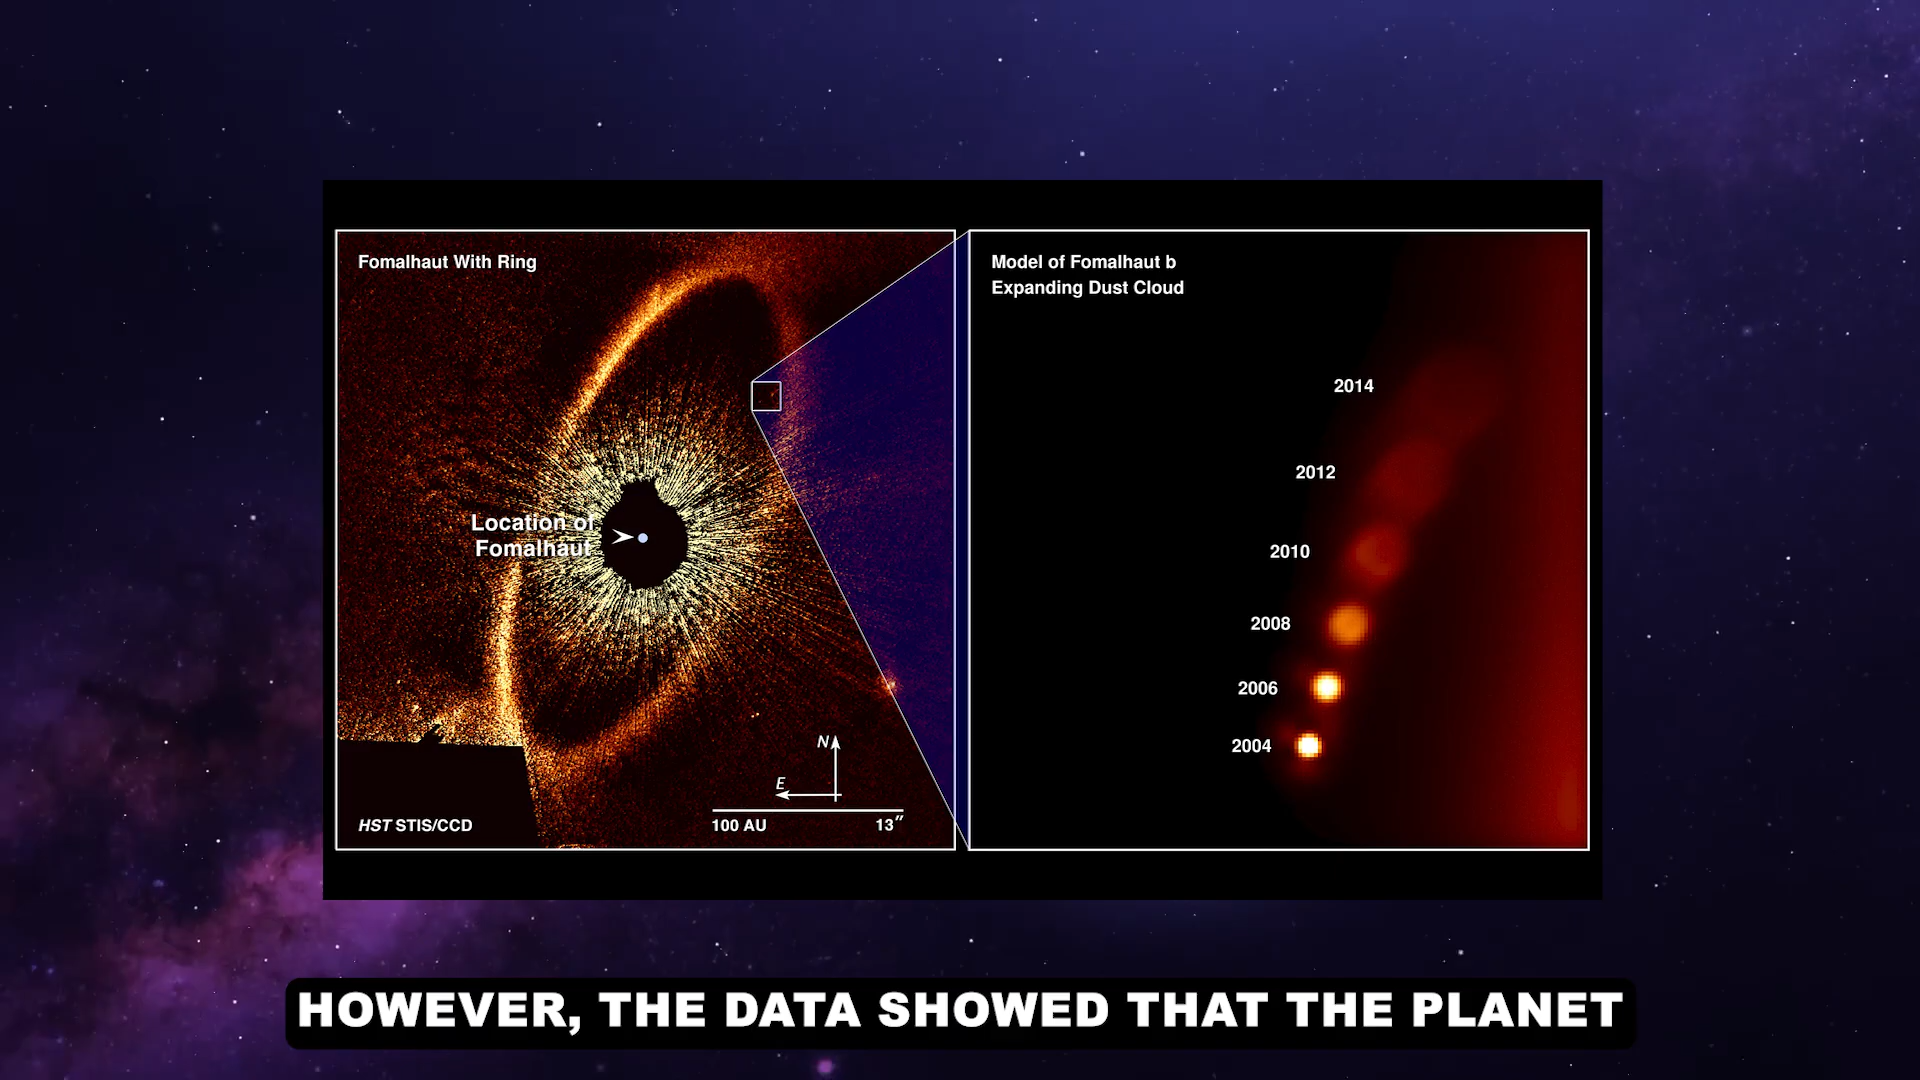 Fomalhaut With Ring
Location of
Fomalhaut
N
E
100 AU 13″
HST STIS/CCD
Model of Fomalhaut b
Expanding Dust Cloud
2014
2012
2010
2008
2006
2004
HOWEVER, THE DATA SHOWED THAT THE PLANET